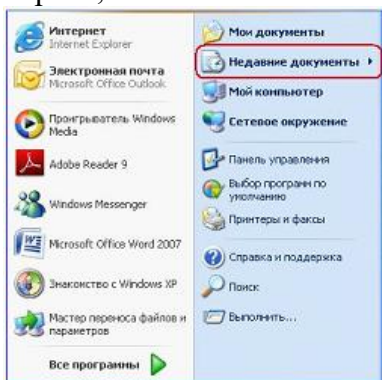 Интернет
Internet Explorer
Электронная почта
Microsoft Office Outlook
Проигрыватель Windows
Media
Adobe Reader 9
Windows Messenger
Microsoft Office Word 2007
Знакомство с Windows XP
Мастер переноса файлов и
параметров
Все программы
Мои документы
Недавние документы
Мой компьютер
Сетевое окружение
Панель управления
Выбор программ по
умолчанию
Принтеры и факсы
Справка и поддержка
Поиск
Выполнить...